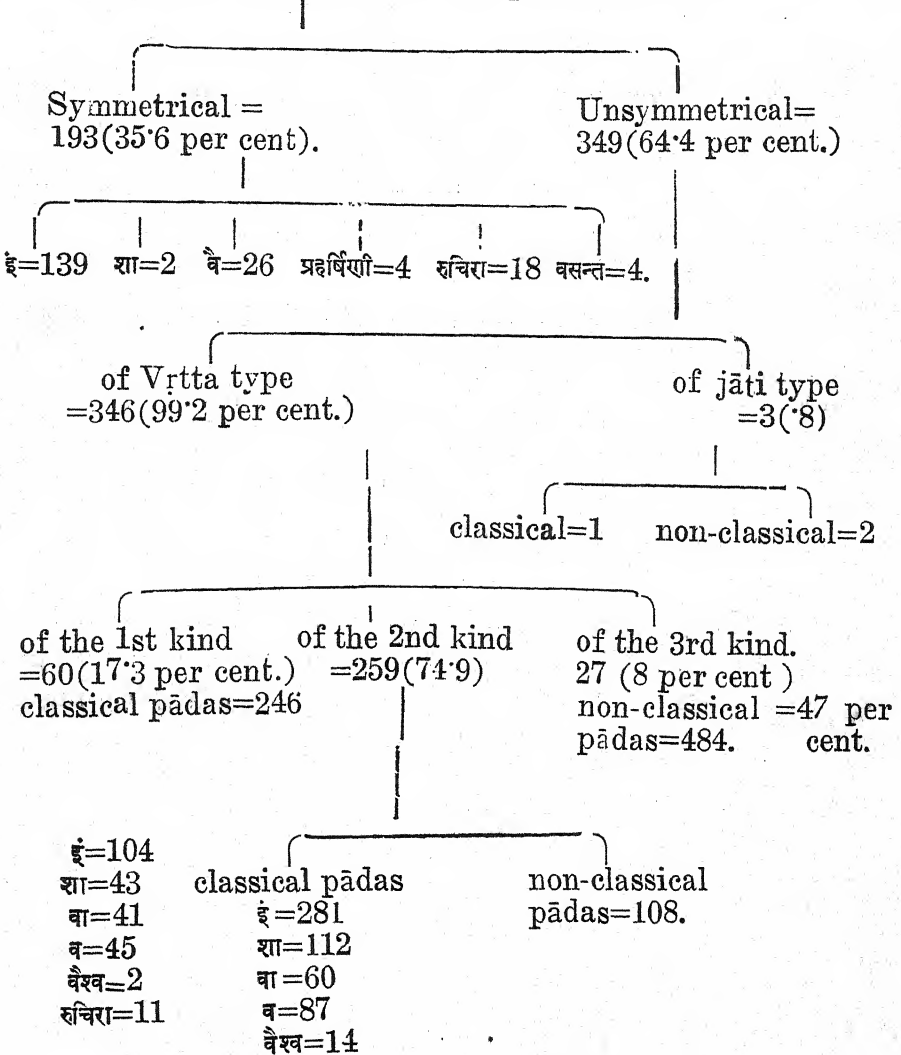 Symmetrical = Unsymmetrical=
193(35·6 per cent). 349(64·4 per cent.)
इं=139 शा=2 वै=26 प्रहर्षिणी=4 रुचिरा=18 वसन्त=4.
of Vṛtta type of jāti type
=346(99·2 per cent.) =3(·8)
classical=1 non-classical=2
of the 1st kind of the 2nd kind of the 3rd kind.
=60(17·3 per cent.) =259(74·9) 27 (8 per cent )
classical pādas=246 non-classical =47 per
pādas=484. cent.
इं=104
शा=43 classical pādas non-classical
वा=41 इं=281 pādas=108.
व=45 शा=112
वैश्व=2 वा=60
रुचिरा=11 व=87
वैश्व=14